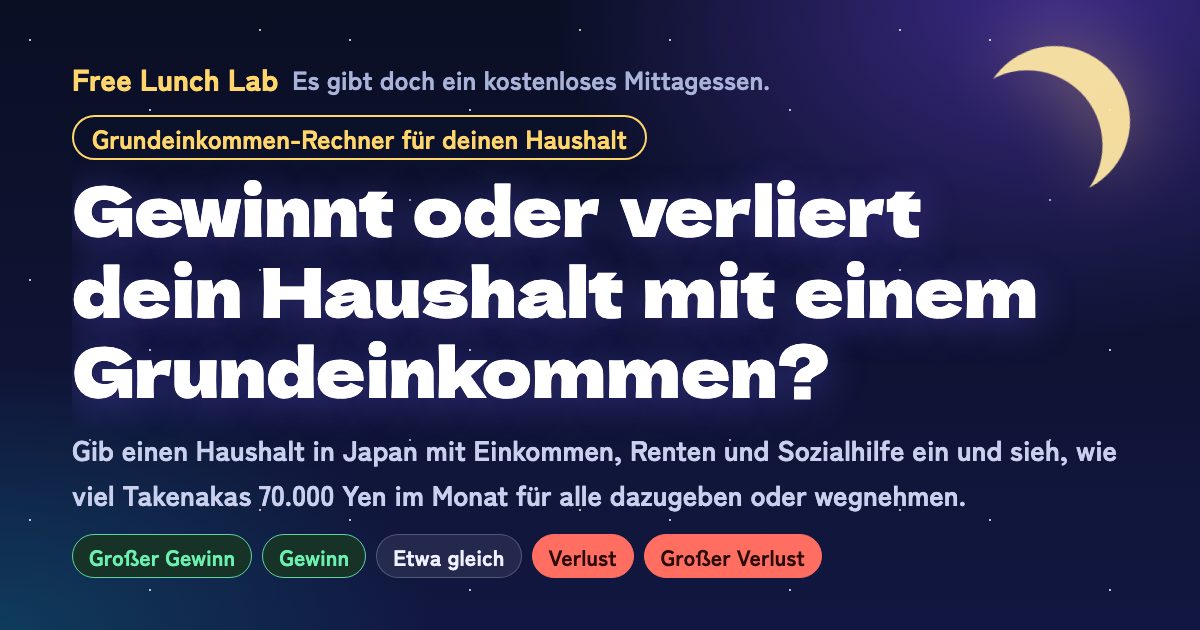 Free Lunch Lab Es gibt doch ein kostenloses Mittagessen.
Grundeinkommen-Rechner für deinen Haushalt
Gewinnt oder verliert
dein Haushalt mit einem
Grundeinkommen?
Gib einen Haushalt in Japan mit Einkommen, Renten und Sozialhilfe ein und sieh, wie
viel Takenakas 70.000 Yen im Monat für alle dazugeben oder wegnehmen.
Großer Gewinn Gewinn Etwa gleich Verlust Großer Verlust